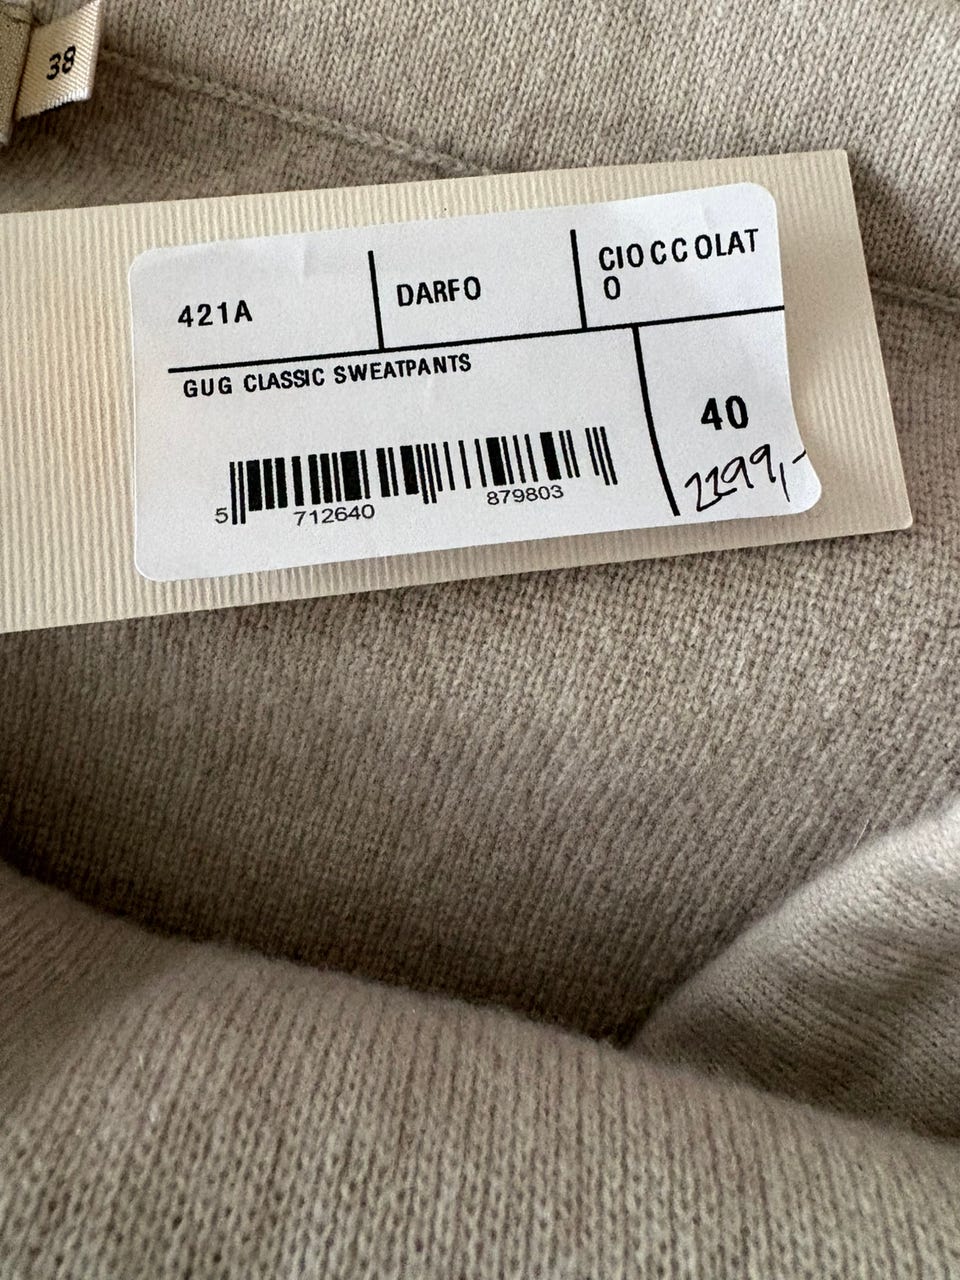 38
421A
DARFO
CIOCCOLAT
O
GUG CLASSIC SWEATPANTS
40
2299,-
5 712640 879803